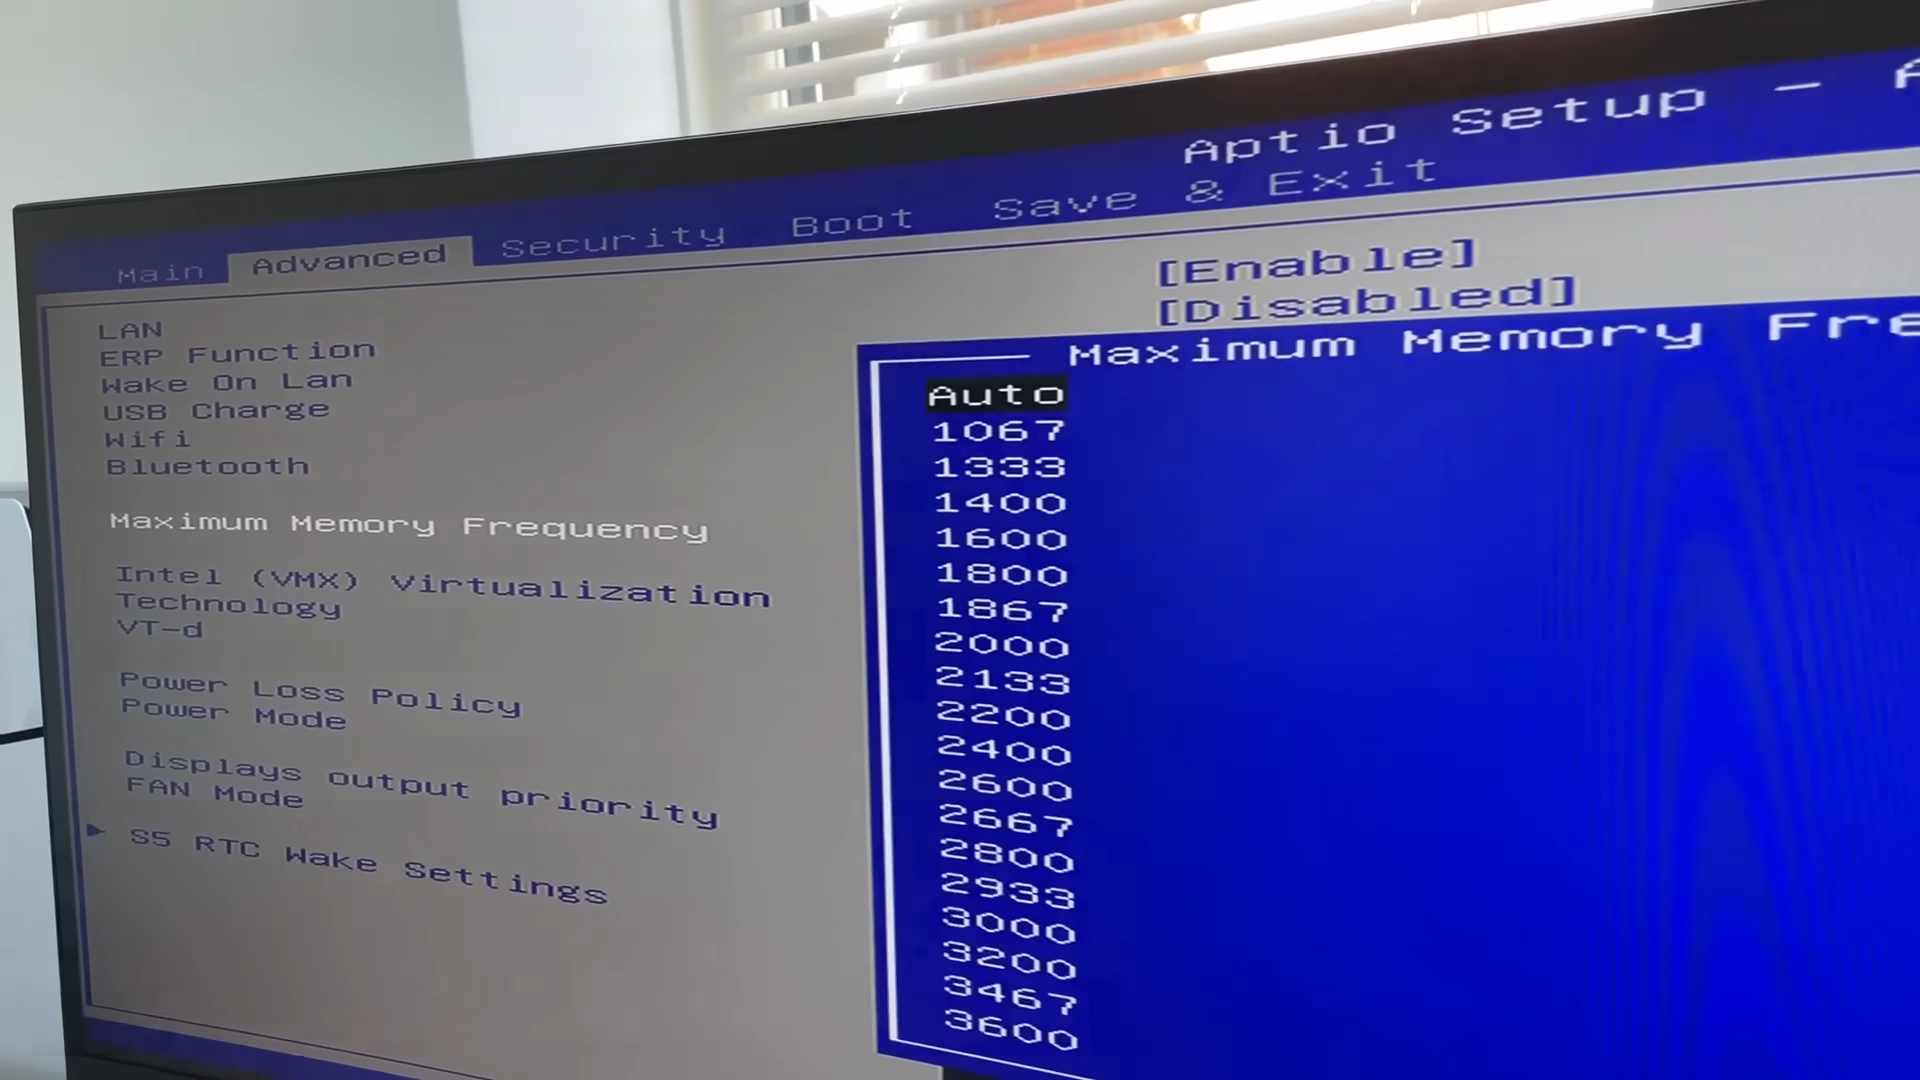 Aptio Setup -
Main Advanced Security Boot Save & Exit
LAN [Enable]
ERP Function [Disabled]
Wake On Lan
USB Charge
Wifi
Bluetooth
Maximum Memory Frequency
Intel (VMX) Virtualization
Technology
VT-d
Power Loss Policy
Power Mode
Displays output priority
FAN Mode
S5 RTC Wake Settings
Maximum Memory Fre
Auto
1067
1333
1400
1600
1800
1867
2000
2133
2200
2400
2600
2667
2800
2933
3000
3200
3467
3600